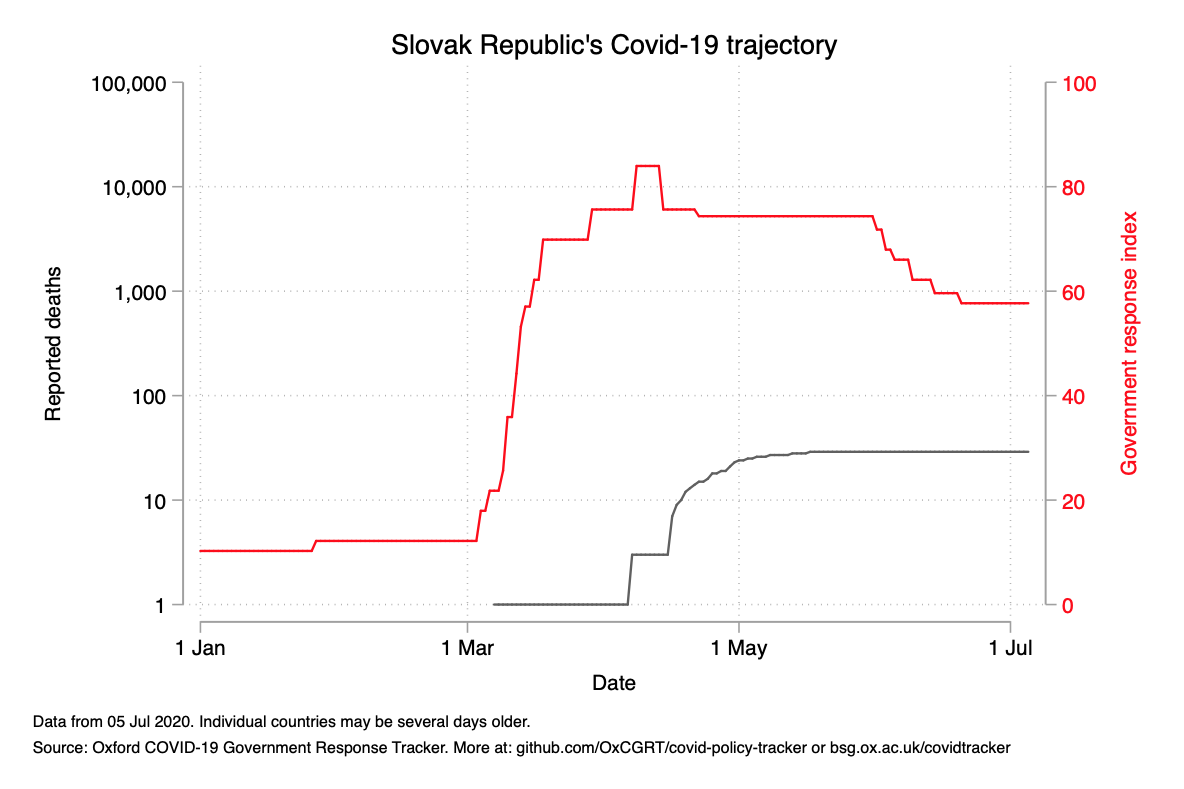 Slovak Republic's Covid-19 trajectory
100,000
10,000
1,000
100
10
1
Reported deaths
100
80
60
40
20
0
Government response index
1 Jan
1 Mar
1 May
1 Jul
Date
Data from 05 Jul 2020. Individual countries may be several days older.
Source: Oxford COVID-19 Government Response Tracker. More at: github.com/OxCGRT/covid-policy-tracker or bsg.ox.ac.uk/covidtracker